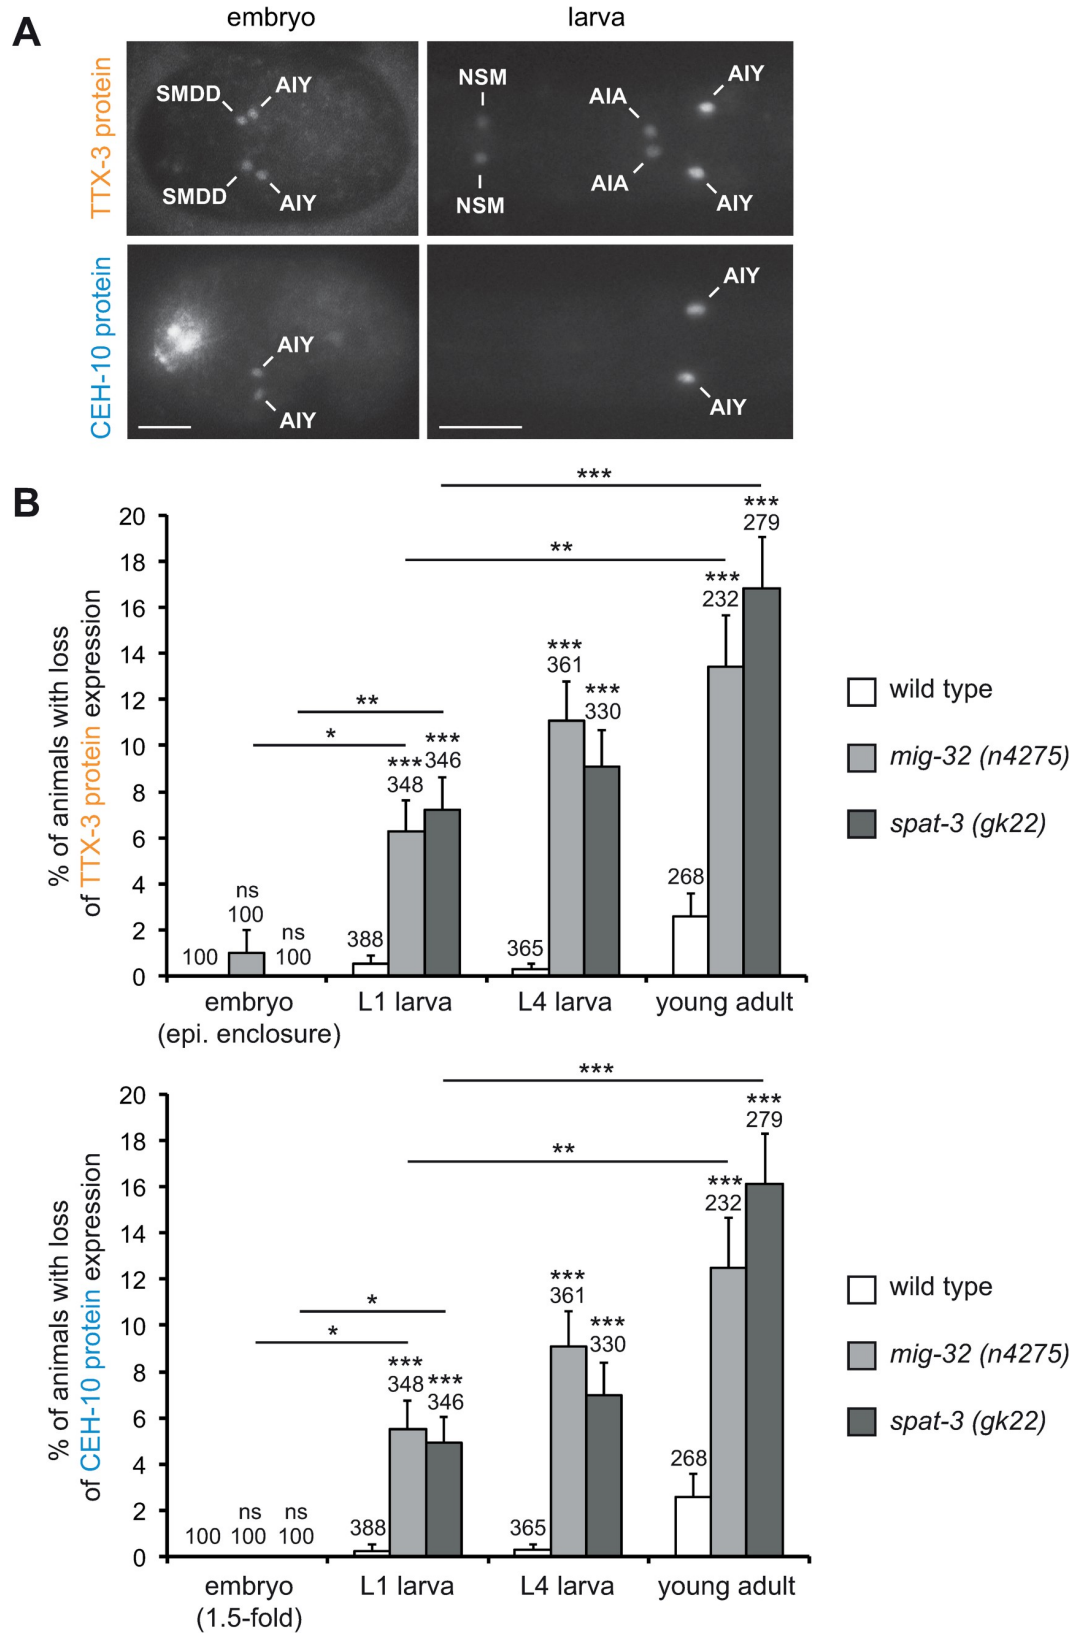 A
embryo
larva
TTX-3 protein
SMDD
AIY
SMDD
AIY
NSM
NSM
AIA
AIA
AIY
AIY
CEH-10 protein
AIY
AIY
AIY
AIY
B
% of animals with loss
of TTX-3 protein expression
20
18
16
14
12
10
8
6
4
2
0
***
**
**
*
100
ns
100
ns
100
388
***
348
***
346
365
***
361
***
330
268
***
232
***
279
embryo
(epi. enclosure)
L1 larva
L4 larva
young adult
wild type
mig-32 (n4275)
spat-3 (gk22)
% of animals with loss
of CEH-10 protein expression
20
18
16
14
12
10
8
6
4
2
0
***
**
*
*
100
ns
100
ns
100
388
***
348
***
346
365
***
361
***
330
268
***
232
***
279
embryo
(1.5-fold)
L1 larva
L4 larva
young adult
wild type
mig-32 (n4275)
spat-3 (gk22)